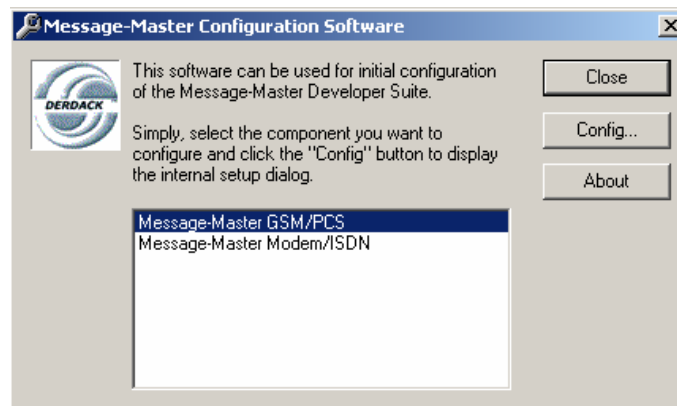 Message-Master Configuration Software
DERDACK
This software can be used for initial configuration
of the Message-Master Developer Suite.
Simply, select the component you want to
configure and click the "Config" button to display
the internal setup dialog.
Close
Config...
About
Message-Master GSM/PCS
Message-Master Modem/ISDN